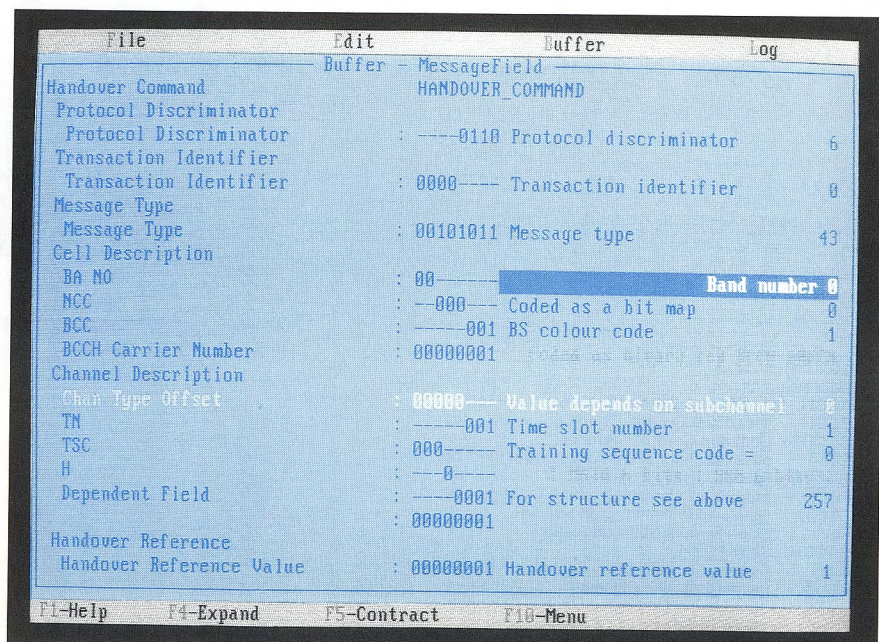 File Edit Buffer Log
Buffer - MessageField
Handover Command HANDOVER_COMMAND
Protocol Discriminator
Protocol Discriminator : ----0110 Protocol discriminator 6
Transaction Identifier
Transaction Identifier : 0000---- Transaction identifier 0
Message Type
Message Type : 00101011 Message type 43
Cell Description
BA NO : 00------ Band number 0
NCC : --000--- Coded as a bit map 0
BCC : -----001 BS colour code 1
BCCH Carrier Number : 00000001
Channel Description
Chan Type Offset : 00000--- Value depends on subchannel 0
TN : -----001 Time slot number 1
TSC : 000----- Training sequence code = 0
H : ---0----
Dependent Field : ----0001 For structure see above 257
: 00000001
Handover Reference
Handover Reference Value : 00000001 Handover reference value 1
F1-Help F4-Expand F5-Contract F10-Menu